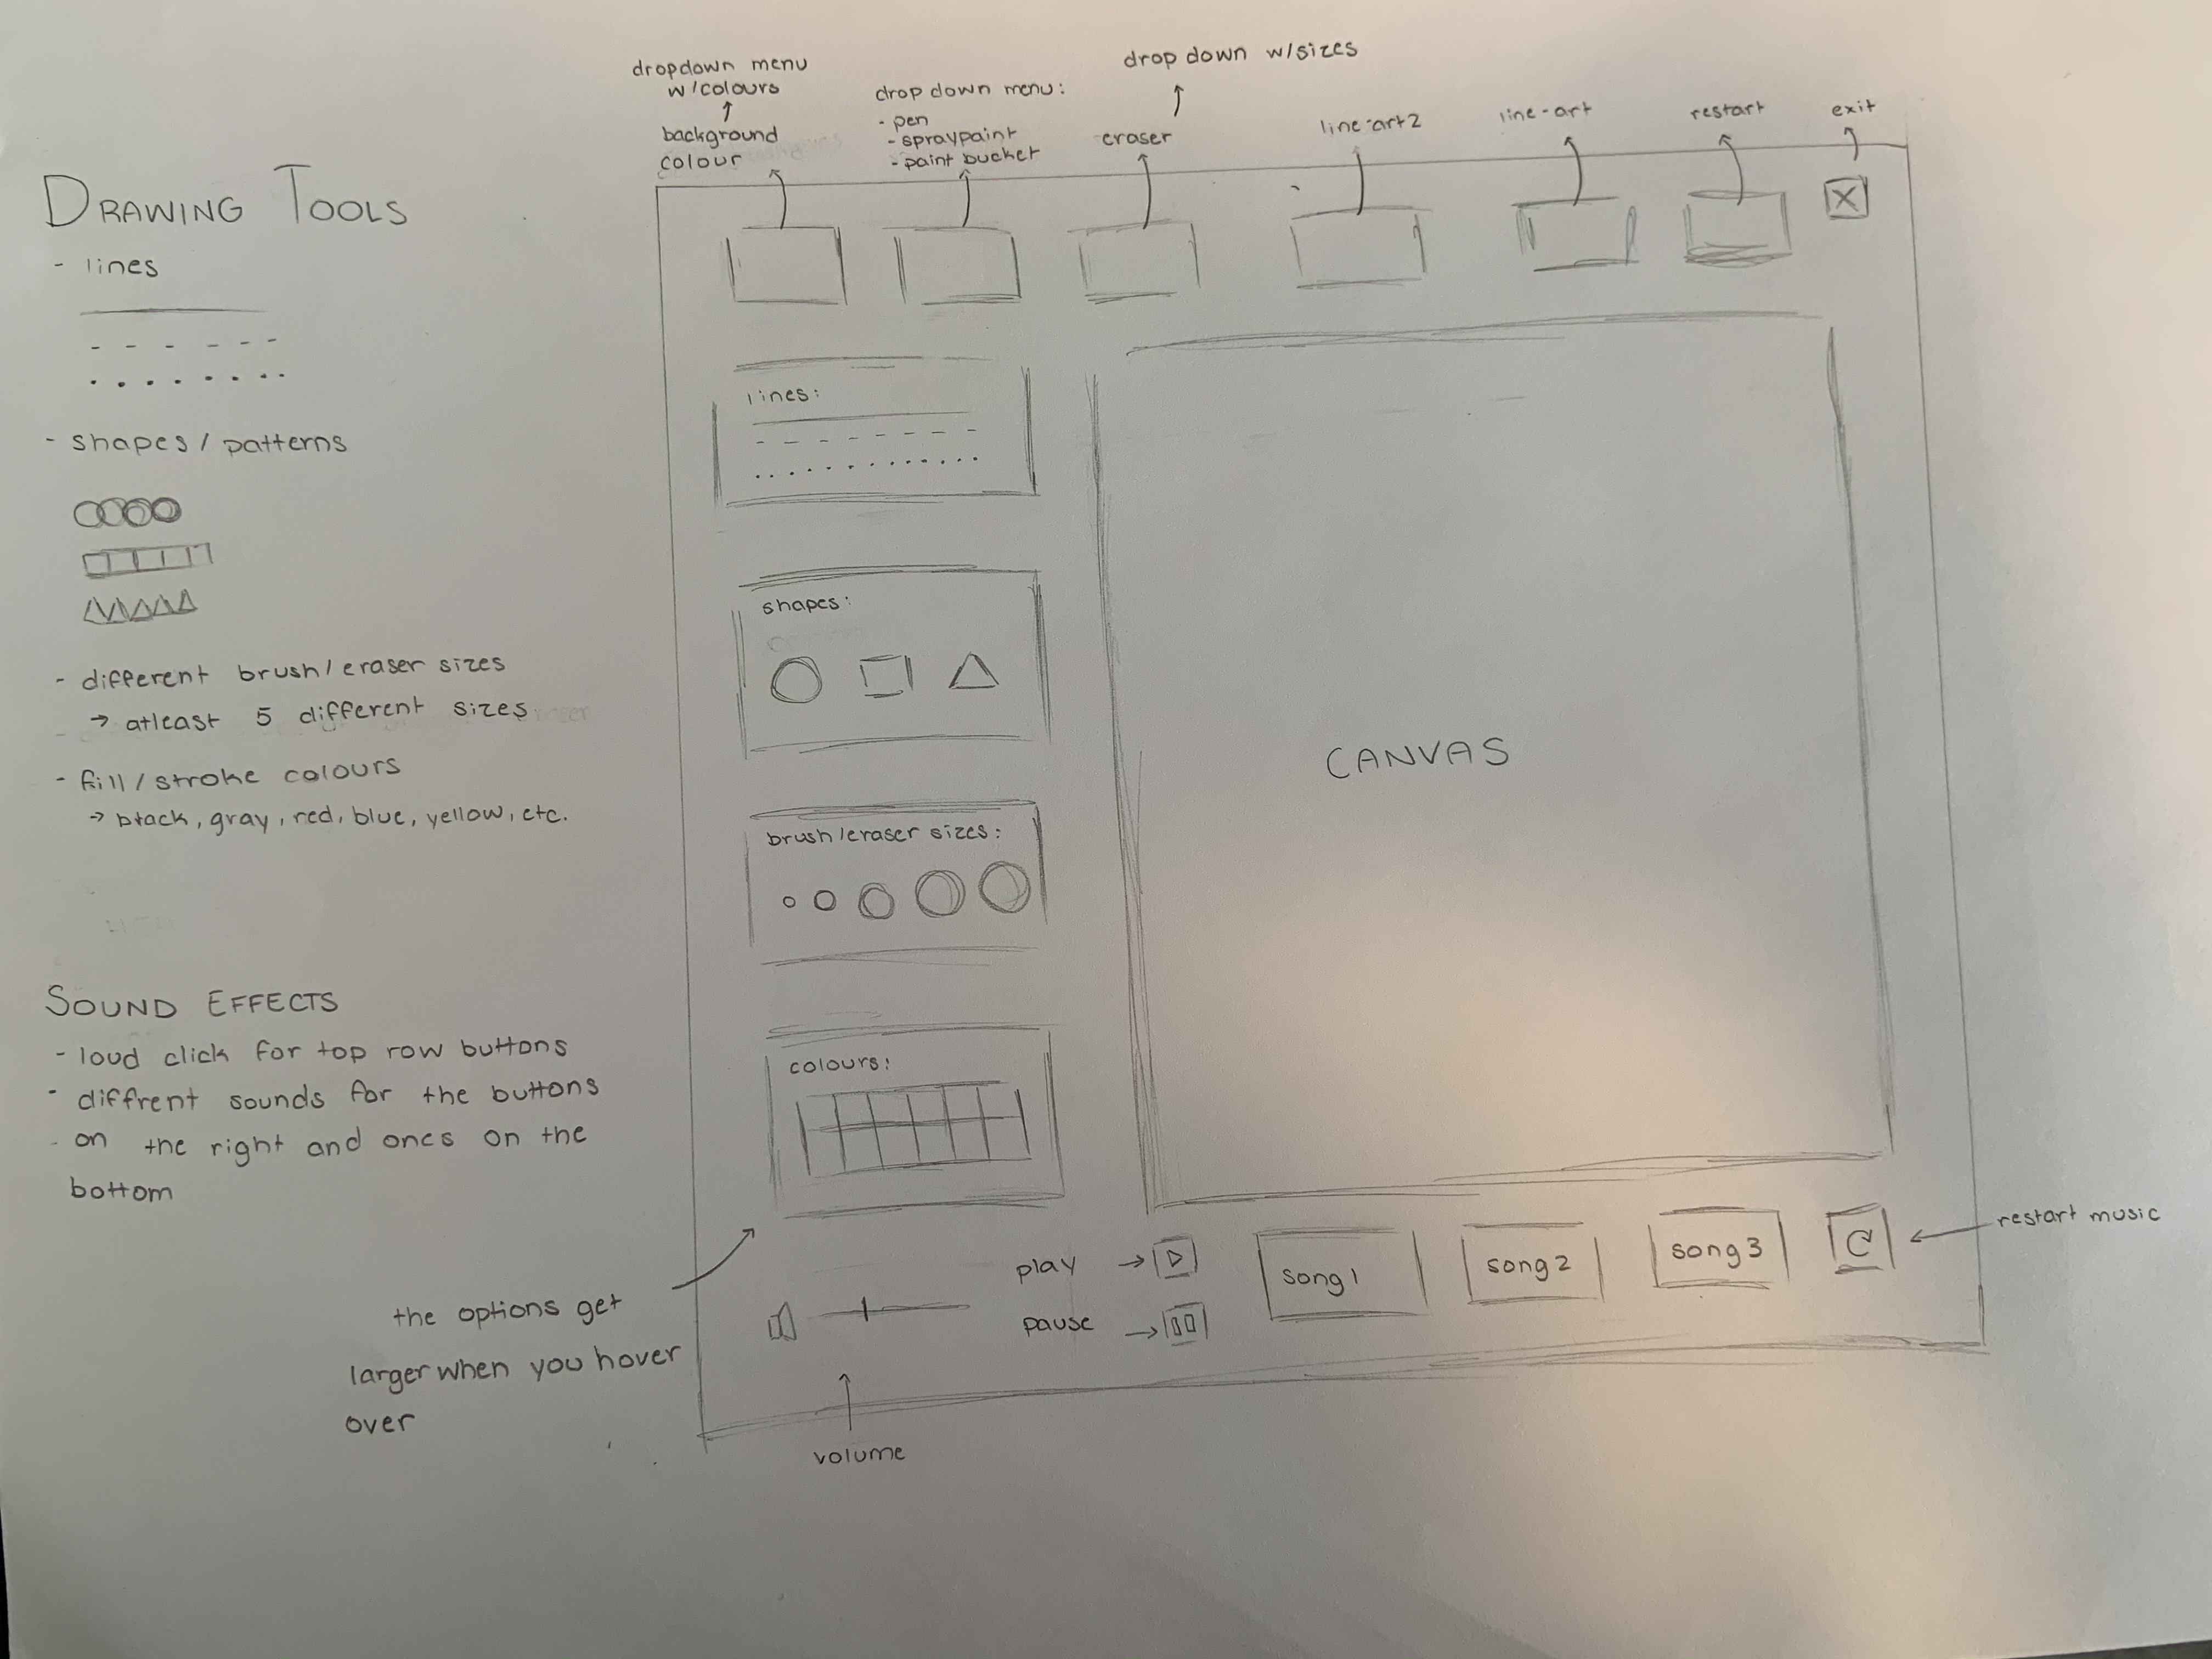 DRAWING TOOLS
- lines
- shapes / patterns
- different brush/eraser sizes
→ atleast 5 different sizes
- fill / stroke colours
→ black, gray, red, blue, yellow, etc.
SOUND EFFECTS
- loud click for top row buttons
- diffrent sounds for the buttons
- on the right and ones on the
bottom
the options get
larger when you hover
over
dropdown menu
w/colours
background
colour
drop down menu:
- pen
- spraypaint
- paint bucket
drop down w/sizes
eraser
line-art2
line-art
restart
exit
X
lines:
shapes:
brush/eraser sizes:
colours:
CANVAS
play →
pause →
song 1
song 2
song 3
restart music
volume